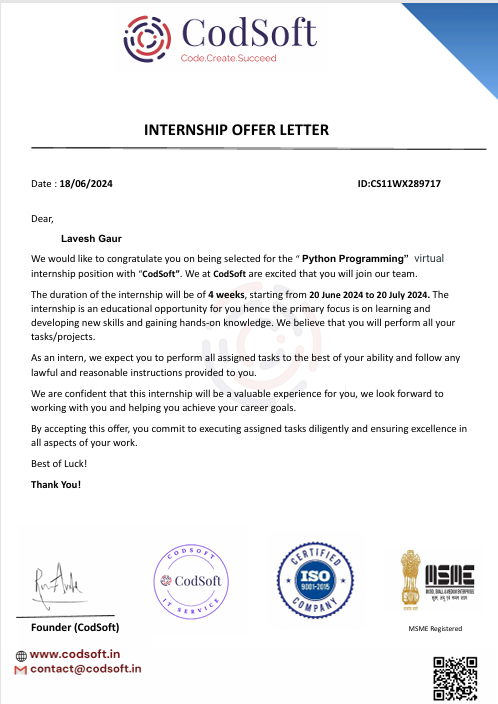 CodSoft
Code.Create.Succeed
INTERNSHIP OFFER LETTER
Date : 18/06/2024 ID:CS11WX289717
Dear,
Lavesh Gaur
We would like to congratulate you on being selected for the “ Python Programming” virtual
internship position with “CodSoft”. We at CodSoft are excited that you will join our team.
The duration of the internship will be of 4 weeks, starting from 20 June 2024 to 20 July 2024. The
internship is an educational opportunity for you hence the primary focus is on learning and
developing new skills and gaining hands-on knowledge. We believe that you will perform all your
tasks/projects.
As an intern, we expect you to perform all assigned tasks to the best of your ability and follow any
lawful and reasonable instructions provided to you.
We are confident that this internship will be a valuable experience for you, we look forward to
working with you and helping you achieve your career goals.
By accepting this offer, you commit to executing assigned tasks diligently and ensuring excellence in
all aspects of your work.
Best of Luck!
Thank You!
CODSOFT
CodSoft
IT SERVICE
CERTIFIED
ISO
9001-2015
COMPANY
MSME
MICRO, SMALL & MEDIUM ENTERPRISES
सूक्ष्म, लघु एवं मध्यम उद्यम
Founder (CodSoft)
MSME Registered
www.codsoft.in
contact@codsoft.in